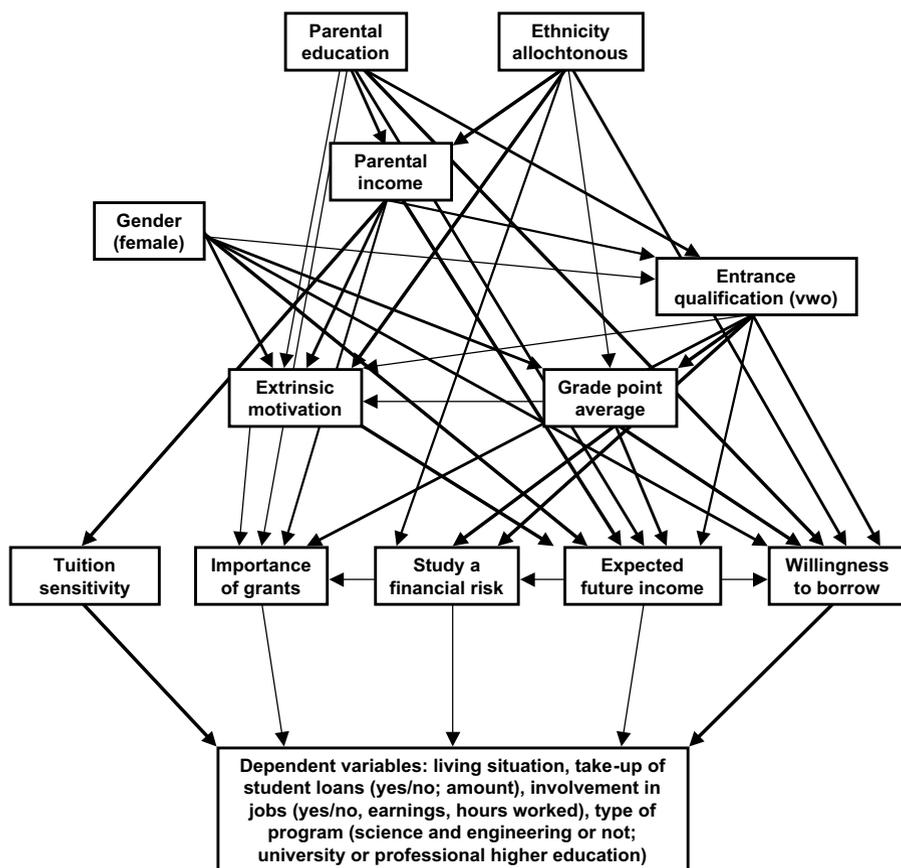 Parental
education
Ethnicity
allochtonous
Parental
income
Gender
(female)
Entrance
qualification (vwo)
Extrinsic
motivation
Grade point
average
Tuition
sensitivity
Importance
of grants
Study a
financial risk
Expected
future income
Willingness
to borrow
Dependent variables: living situation, take-up of
student loans (yes/no; amount), involvement in
jobs (yes/no, earnings, hours worked), type of
program (science and engineering or not;
university or professional higher education)